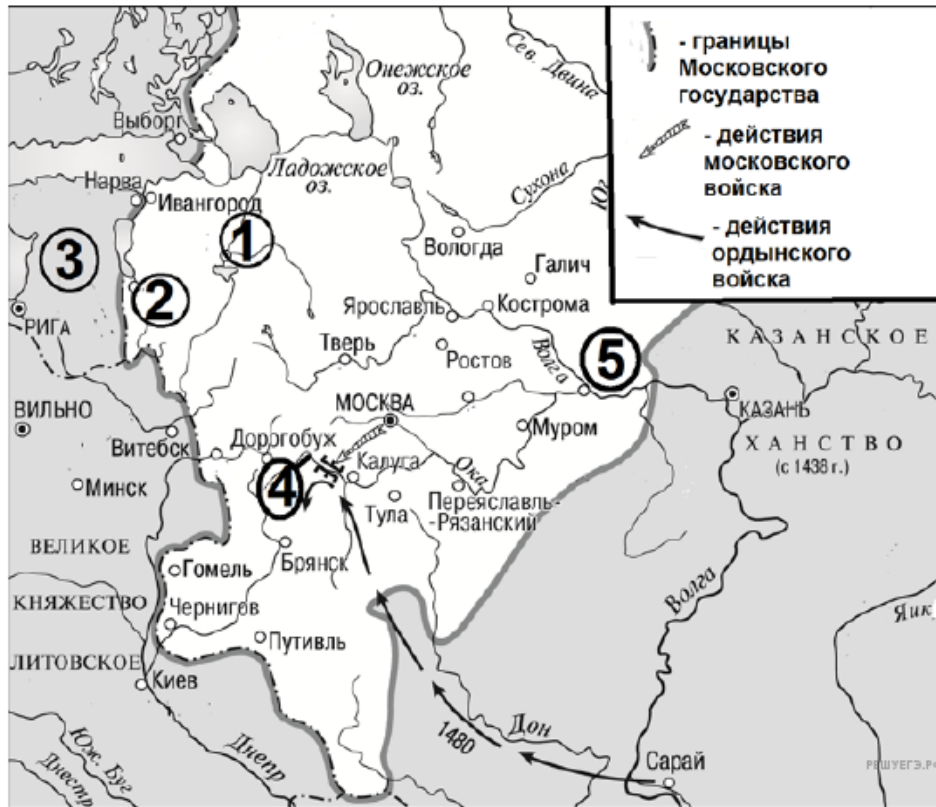 - границы
Московского
государства
- действия
московского
войска
- действия
ордынского
войска
Онежское
оз.
Сев. Двина
Выборг
Ладожское
оз.
Сухона
Нарва
Ивангород
1
Вологда
3
Галич
2
Ярославль
Кострома
РИГА
Тверь
Ростов
Волга
5
КАЗАНСКОЕ
ВИЛЬНО
МОСКВА
КАЗАНЬ
Витебск
Дорогобуж
Муром
ХАНСТВО
(с 1438 г.)
Минск
4
Калуга
Ока
Тула
Переяславль-
-Рязанский
ВЕЛИКОЕ
Брянск
Гомель
КНЯЖЕСТВО
Чернигов
Волга
Яик
Путивль
ЛИТОВСКОЕ
Киев
Дон
1480
Сарай
Юж. Буг
Днестр
Днепр
РЕШУЕГЭ.РФ